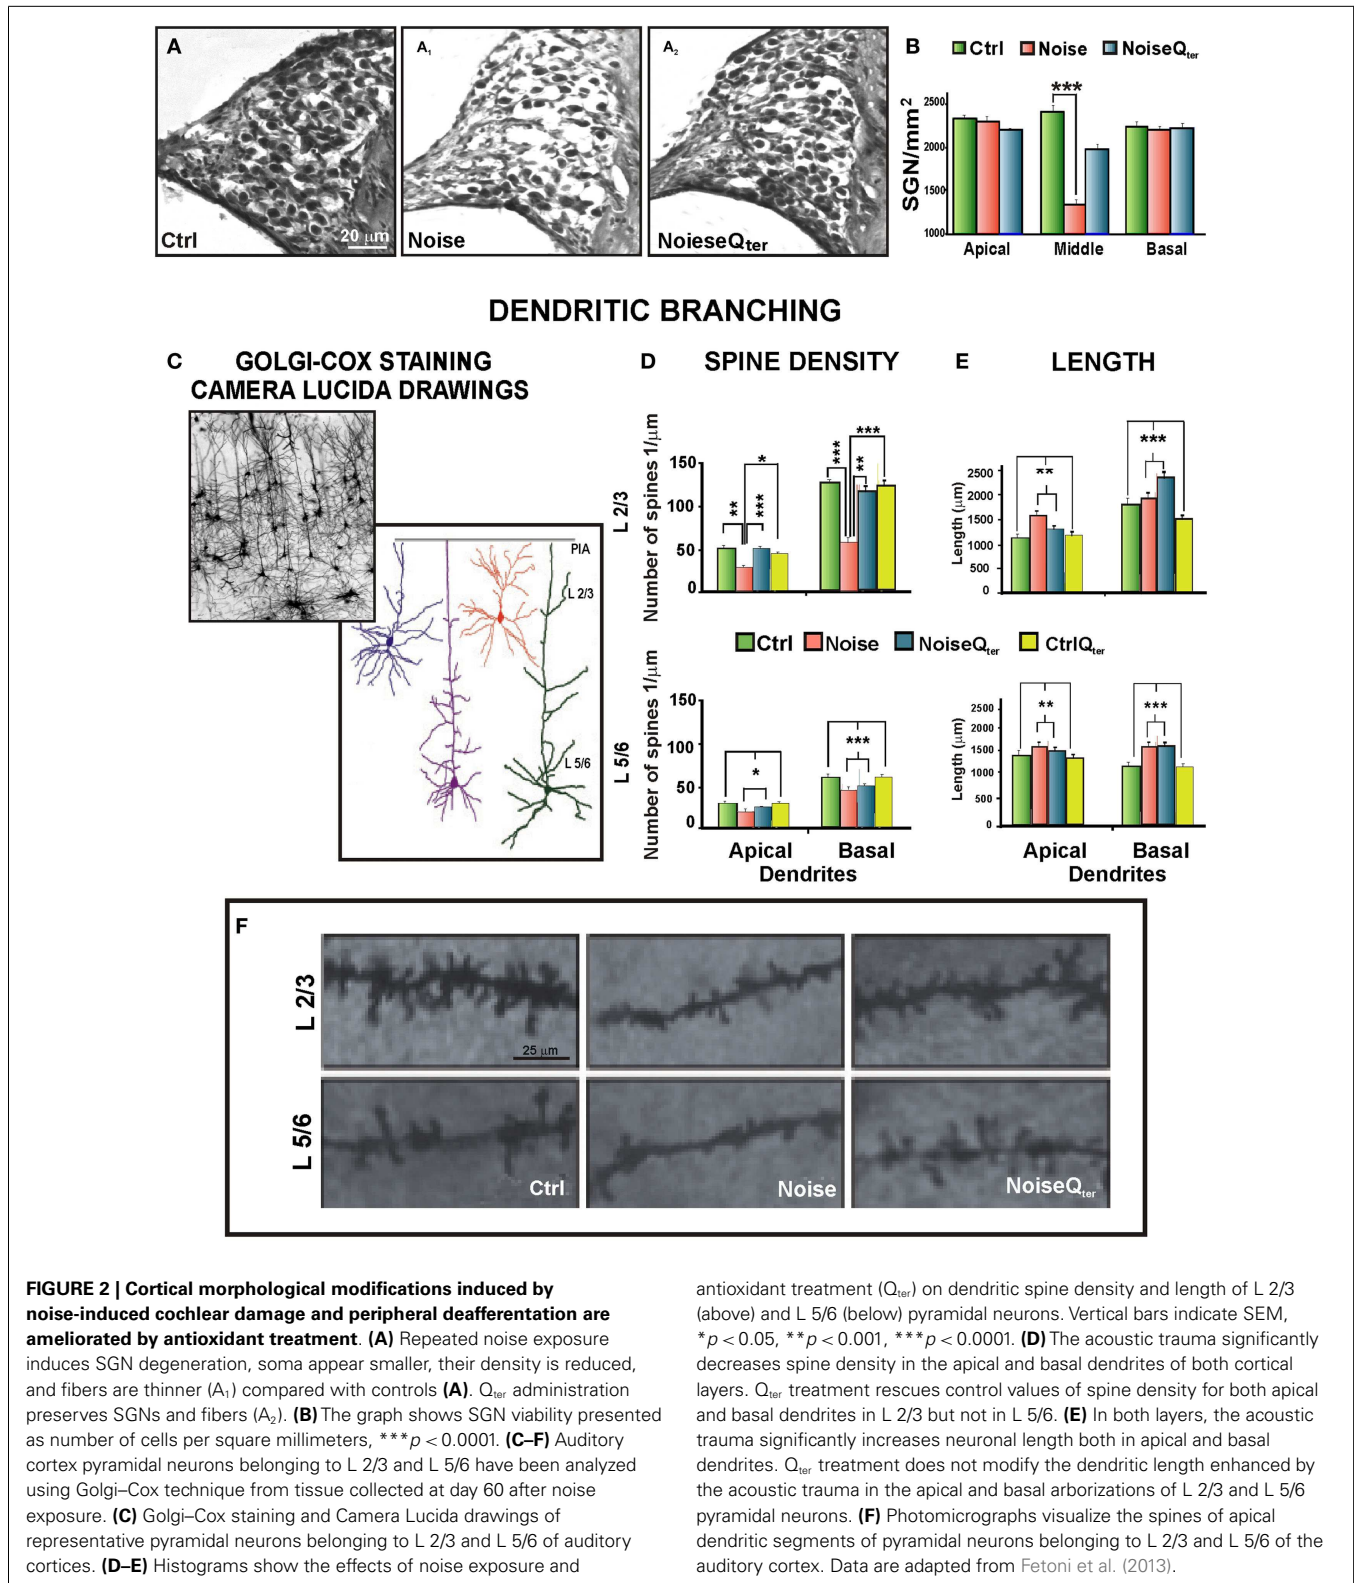 A
A₁
A₂
Ctrl
20 μm
Noise
NoieseQter
B
Ctrl Noise NoiseQter
***
SGN/mm²
2500
2000
1500
1000
Apical Middle Basal
DENDRITIC BRANCHING
C
GOLGI-COX STAINING
CAMERA LUCIDA DRAWINGS
PIA
L 2/3
L 5/6
D SPINE DENSITY
L 2/3
Number of spines 1/μm
150
100
50
0
** *** *
*** ** ***
E LENGTH
Length (μm)
2500
2000
1500
1000
500
0
**
***
Ctrl Noise NoiseQter CtrlQter
L 5/6
Number of spines 1/μm
150
100
50
0
*
***
Apical Basal
Dendrites
Length (μm)
2500
2000
1500
1000
500
0
**
***
Apical Basal
Dendrites
F
L 2/3
25 μm
L 5/6
Ctrl
Noise
NoiseQter
FIGURE 2 | Cortical morphological modifications induced by
noise-induced cochlear damage and peripheral deafferentation are
ameliorated by antioxidant treatment. (A) Repeated noise exposure
induces SGN degeneration, soma appear smaller, their density is reduced,
and fibers are thinner (A₁) compared with controls (A). Qter administration
preserves SGNs and fibers (A₂). (B) The graph shows SGN viability presented
as number of cells per square millimeters, ***p < 0.0001. (C–F) Auditory
cortex pyramidal neurons belonging to L 2/3 and L 5/6 have been analyzed
using Golgi–Cox technique from tissue collected at day 60 after noise
exposure. (C) Golgi–Cox staining and Camera Lucida drawings of
representative pyramidal neurons belonging to L 2/3 and L 5/6 of auditory
cortices. (D–E) Histograms show the effects of noise exposure and
antioxidant treatment (Qter) on dendritic spine density and length of L 2/3
(above) and L 5/6 (below) pyramidal neurons. Vertical bars indicate SEM,
*p < 0.05, **p < 0.001, ***p < 0.0001. (D) The acoustic trauma significantly
decreases spine density in the apical and basal dendrites of both cortical
layers. Qter treatment rescues control values of spine density for both apical
and basal dendrites in L 2/3 but not in L 5/6. (E) In both layers, the acoustic
trauma significantly increases neuronal length both in apical and basal
dendrites. Qter treatment does not modify the dendritic length enhanced by
the acoustic trauma in the apical and basal arborizations of L 2/3 and L 5/6
pyramidal neurons. (F) Photomicrographs visualize the spines of apical
dendritic segments of pyramidal neurons belonging to L 2/3 and L 5/6 of the
auditory cortex. Data are adapted from Fetoni et al. (2013).